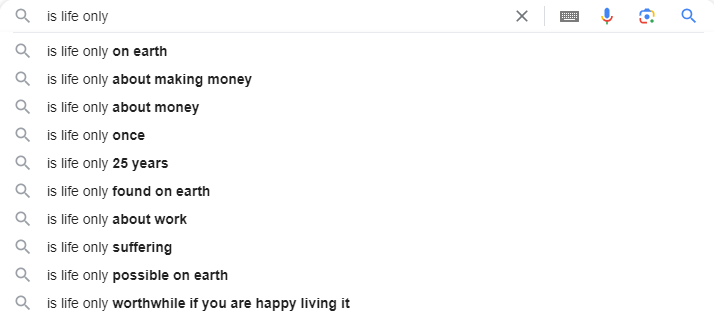 is life only
is life only on earth
is life only about making money
is life only about money
is life only once
is life only 25 years
is life only found on earth
is life only about work
is life only suffering
is life only possible on earth
is life only worthwhile if you are happy living it